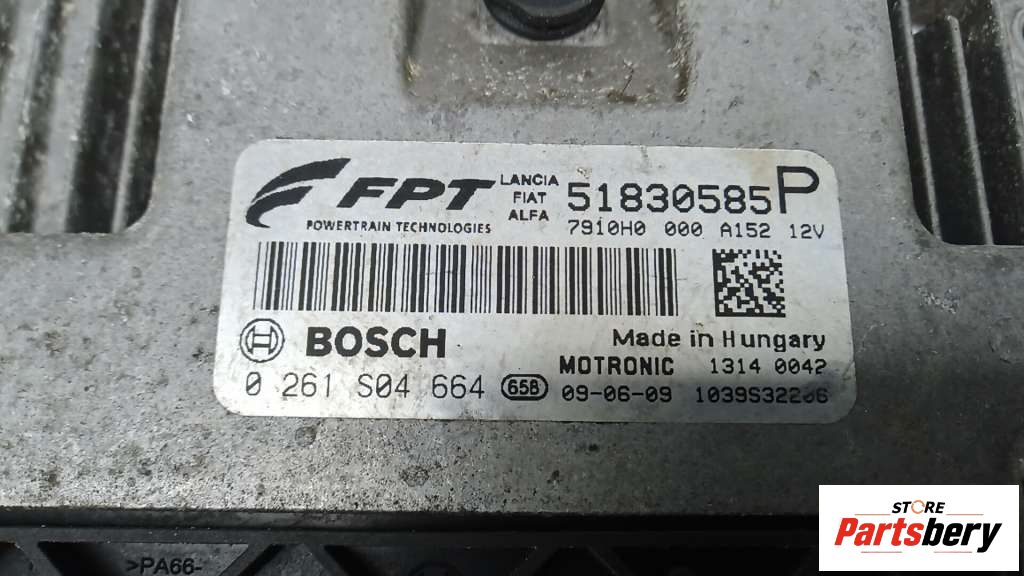 FPT
POWERTRAIN TECHNOLOGIES
LANCIA
FIAT
ALFA
51830585P
7910H0 000 A152 12V
BOSCH
Made in Hungary
0 261 S04 664 658
MOTRONIC 1314 0042
09-06-09 1039S32206
>PA66-
STORE
Partsbery